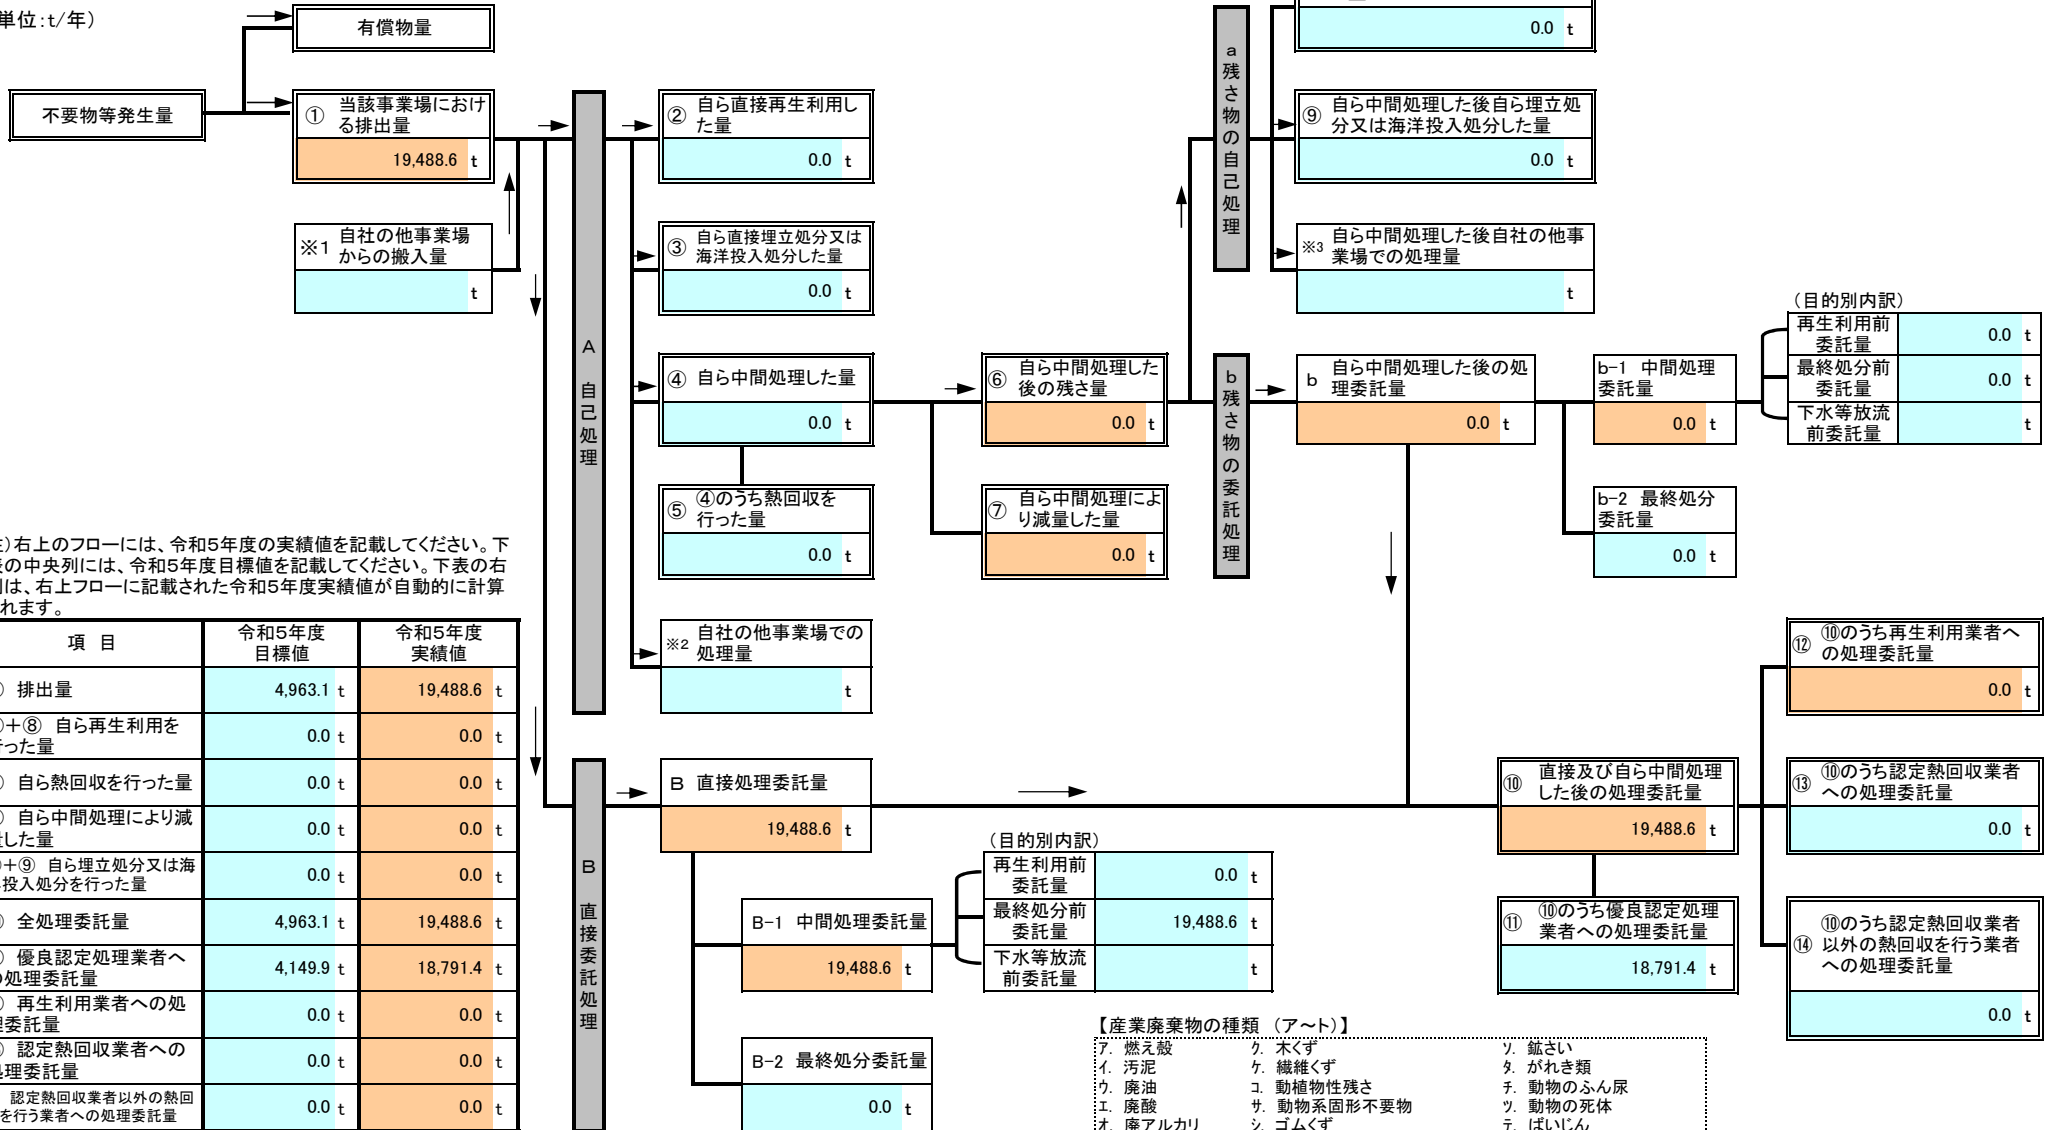 単位:t/年)
有償物量
不要物等発生量
① 当該事業場におけ
る排出量
19,488.6 t
※1 自社の他事業場
からの搬入量
t
A 自己処理
② 自ら直接再生利用し
た量
0.0 t
③ 自ら直接埋立処分又は
海洋投入処分した量
0.0 t
④ 自ら中間処理した量
0.0 t
⑤ ④のうち熱回収を
行った量
0.0 t
※2 自社の他事業場での
処理量
t
⑥ 自ら中間処理した
後の残さ量
0.0 t
⑦ 自ら中間処理によ
り減量した量
0.0 t
a 残さ物の自己処理
0.0 t
⑨ 自ら中間処理した後自ら埋立処
分又は海洋投入処分した量
0.0 t
※3 自ら中間処理した後自社の他事
業場での処理量
t
b 残さ物の委託処理
b 自ら中間処理した後の処
理委託量
0.0 t
b-1 中間処理
委託量
0.0 t
b-2 最終処分
委託量
0.0 t
(目的別内訳)
再生利用前
委託量
0.0 t
最終処分前
委託量
0.0 t
下水等放流
前委託量
t
)右上のフローには、令和5年度の実績値を記載してください。下
の中央列には、令和5年度目標値を記載してください。下表の右
は、右上フローに記載された令和5年度実績値が自動的に計算
れます。
項 目
令和5年度
目標値
令和5年度
実績値
) 排出量
4,963.1 t
19,488.6 t
)+⑧ 自ら再生利用を
った量
0.0 t
0.0 t
) 自ら熱回収を行った量
0.0 t
0.0 t
) 自ら中間処理により減
した量
0.0 t
0.0 t
)+⑨ 自ら埋立処分又は海
投入処分を行った量
0.0 t
0.0 t
) 全処理委託量
4,963.1 t
19,488.6 t
) 優良認定処理業者へ
の処理委託量
4,149.9 t
18,791.4 t
) 再生利用業者への処
理委託量
0.0 t
0.0 t
) 認定熱回収業者への
処理委託量
0.0 t
0.0 t
認定熱回収業者以外の熱回
を行う業者への処理委託量
0.0 t
0.0 t
B 直接委託処理
B 直接処理委託量
19,488.6 t
B-1 中間処理委託量
19,488.6 t
B-2 最終処分委託量
0.0 t
(目的別内訳)
再生利用前
委託量
0.0 t
最終処分前
委託量
19,488.6 t
下水等放流
前委託量
t
⑩ 直接及び自ら中間処理
した後の処理委託量
19,488.6 t
⑪ ⑩のうち優良認定処理
業者への処理委託量
18,791.4 t
⑫ ⑩のうち再生利用業者へ
の処理委託量
0.0 t
⑬ ⑩のうち認定熱回収業者
への処理委託量
0.0 t
⑭ ⑩のうち認定熱回収業者
以外の熱回収を行う業者
への処理委託量
0.0 t
【産業廃棄物の種類 (ア～ト)】
ア. 燃え殻 ク. 木くず ソ. 鉱さい
イ. 汚泥 ケ. 繊維くず タ. がれき類
ウ. 廃油 コ. 動植物性残さ チ. 動物のふん尿
エ. 廃酸 サ. 動物系固形不要物 ツ. 動物の死体
オ. 廃アルカリ シ. ゴムくず テ. ばいじん